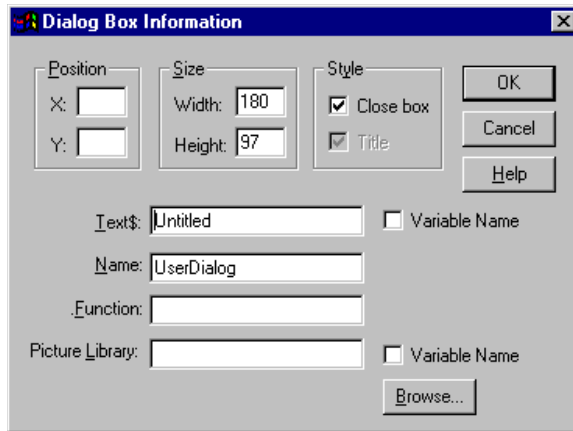 Dialog Box Information
Position
X:
Y:
Size
Width: 180
Height: 97
Style
Close box
Title
OK
Cancel
Help
Text$: Untitled
Variable Name
Name: UserDialog
.Function:
Picture Library:
Variable Name
Browse...